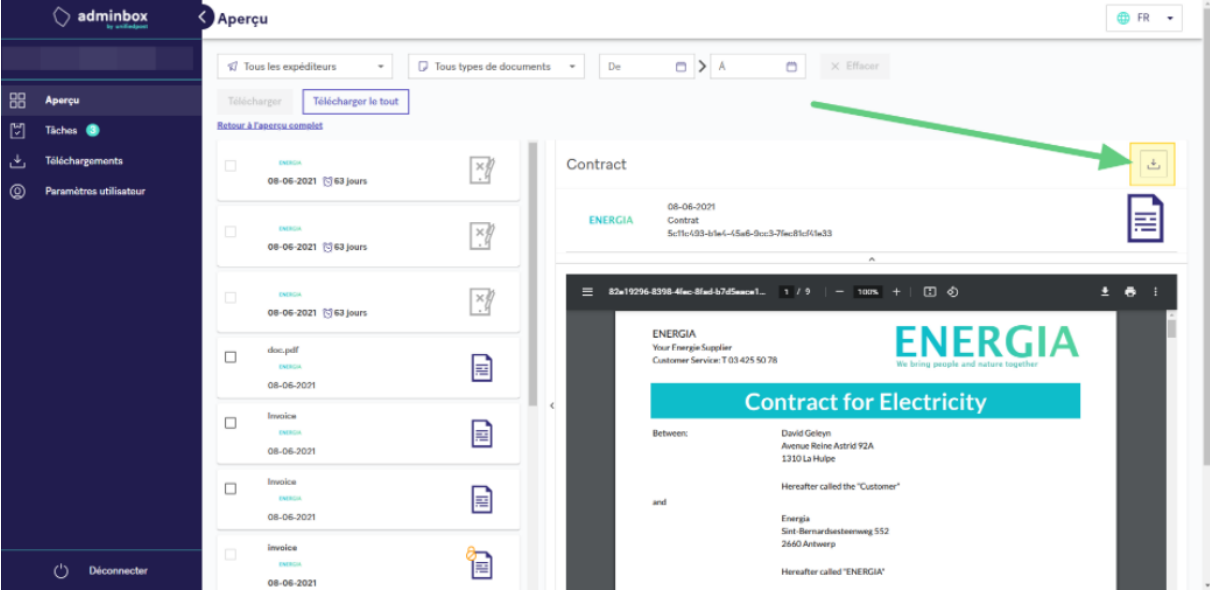 adminbox
by unifiedpost
Aperçu
FR
Aperçu
Tâches 3
Téléchargements
Paramètres utilisateur
Déconnecter
Tous les expéditeurs
Tous types de documents
De
À
Effacer
Télécharger
Télécharger le tout
Retour à l'aperçu complet
ENERGIA
08-06-2021 63 jours
ENERGIA
08-06-2021 63 jours
ENERGIA
08-06-2021 63 jours
doc.pdf
ENERGIA
08-06-2021
Invoice
ENERGIA
08-06-2021
Invoice
ENERGIA
08-06-2021
invoice
ENERGIA
08-06-2021
Contract
ENERGIA
08-06-2021
Contrat
1 / 9
100%
ENERGIA
Your Energie Supplier
Customer Service: T 03 425 50 78
ENERGIA
We bring people and nature together
Contract for Electricity
Between:
David Geleyn
Avenue Reine Astrid 92A
1310 La Hulpe
Hereafter called the "Customer"
and
Energia
Sint-Bernardsesteenweg 552
2660 Antwerp
Hereafter called "ENERGIA"